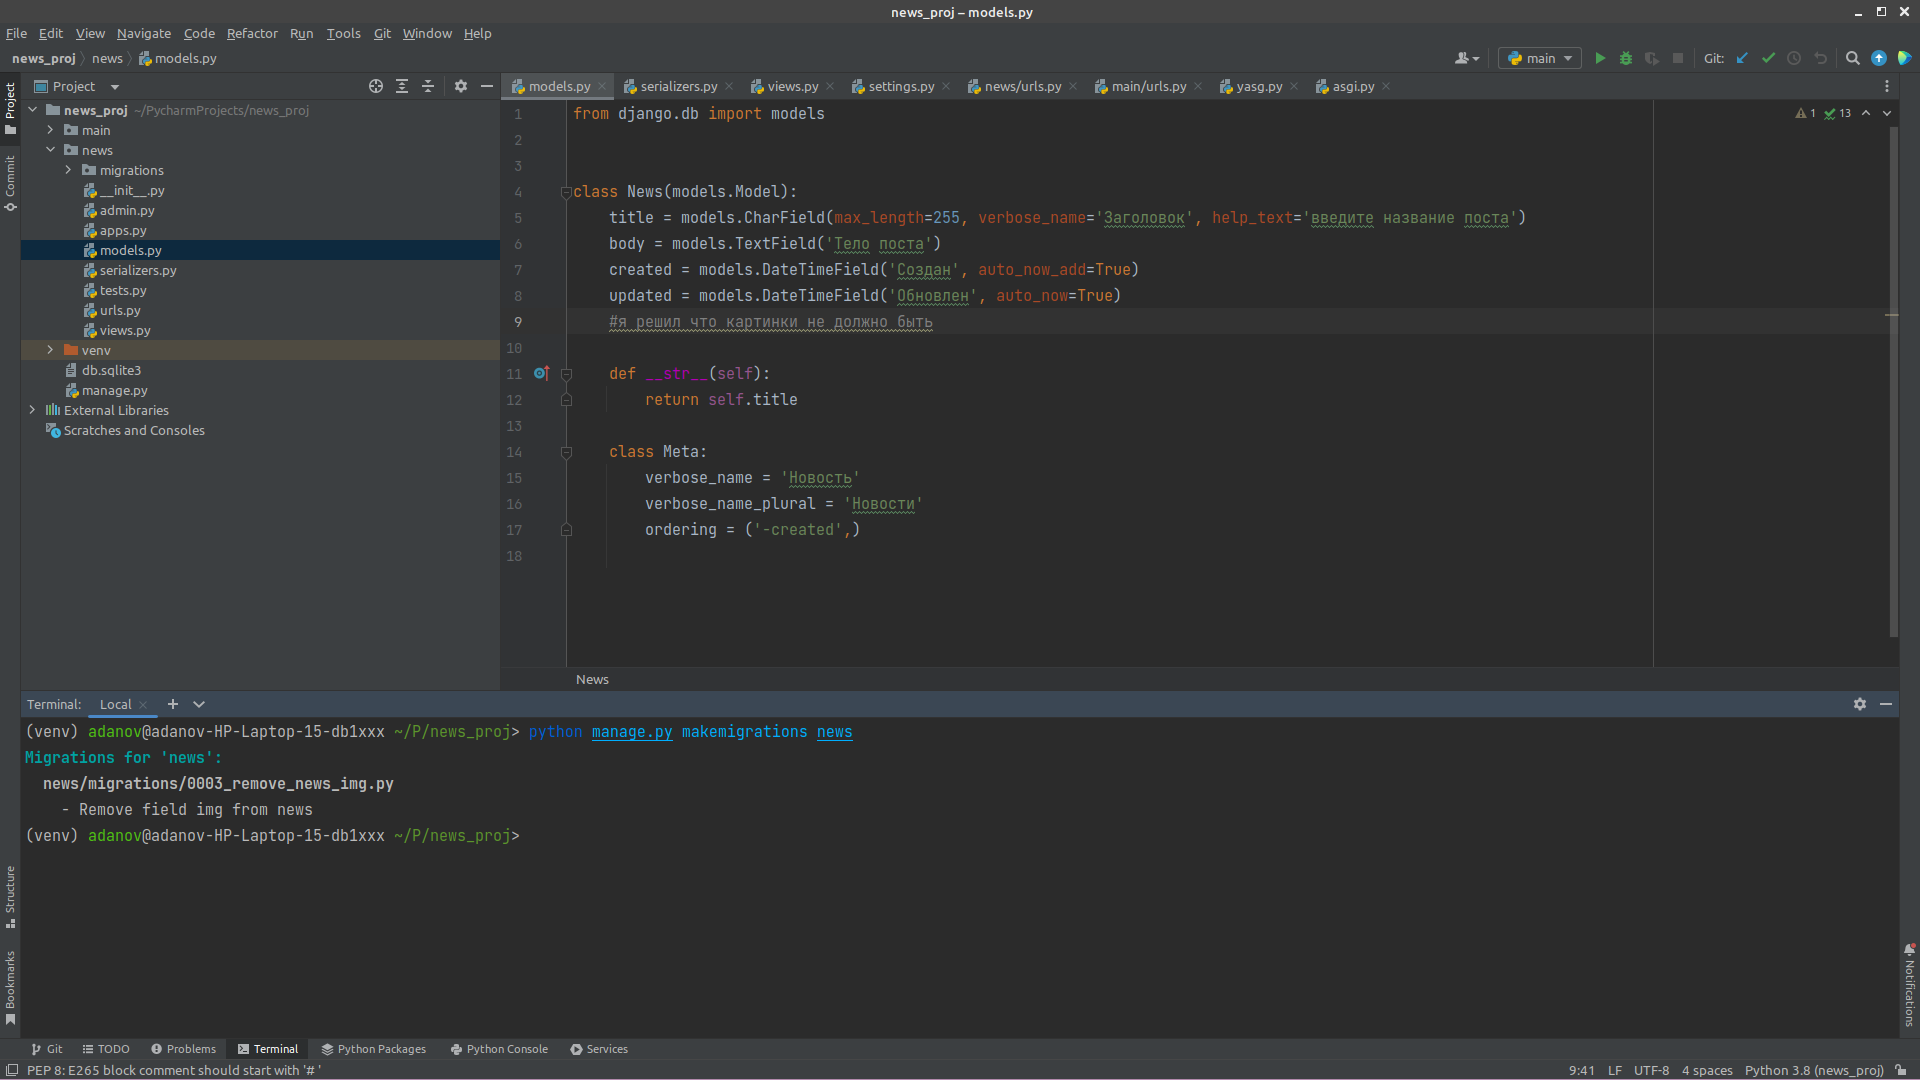 news_proj – models.py
File Edit View Navigate Code Refactor Run Tools Git Window Help
news_proj news models.py
main
Git:
Project
models.py serializers.py views.py settings.py news/urls.py main/urls.py yasg.py asgi.py
Project
Commit
Structure
Bookmarks
Notifications
news_proj ~/PycharmProjects/news_proj
main
news
migrations
__init__.py
admin.py
apps.py
models.py
serializers.py
tests.py
urls.py
views.py
venv
db.sqlite3
manage.py
External Libraries
Scratches and Consoles
1 13
1 from django.db import models
2
3
4 class News(models.Model):
5 title = models.CharField(max_length=255, verbose_name='Заголовок', help_text='введите название поста')
6 body = models.TextField('Тело поста')
7 created = models.DateTimeField('Создан', auto_now_add=True)
8 updated = models.DateTimeField('Обновлен', auto_now=True)
9 #я решил что картинки не должно быть
10
11 def __str__(self):
12 return self.title
13
14 class Meta:
15 verbose_name = 'Новость'
16 verbose_name_plural = 'Новости'
17 ordering = ('-created',)
18
News
Terminal: Local
(venv) adanov@adanov-HP-Laptop-15-db1xxx ~/P/news_proj> python manage.py makemigrations news
Migrations for 'news':
news/migrations/0003_remove_news_img.py
- Remove field img from news
(venv) adanov@adanov-HP-Laptop-15-db1xxx ~/P/news_proj>
Git TODO Problems Terminal Python Packages Python Console Services
PEP 8: E265 block comment should start with '# '
9:41 LF UTF-8 4 spaces Python 3.8 (news_proj)